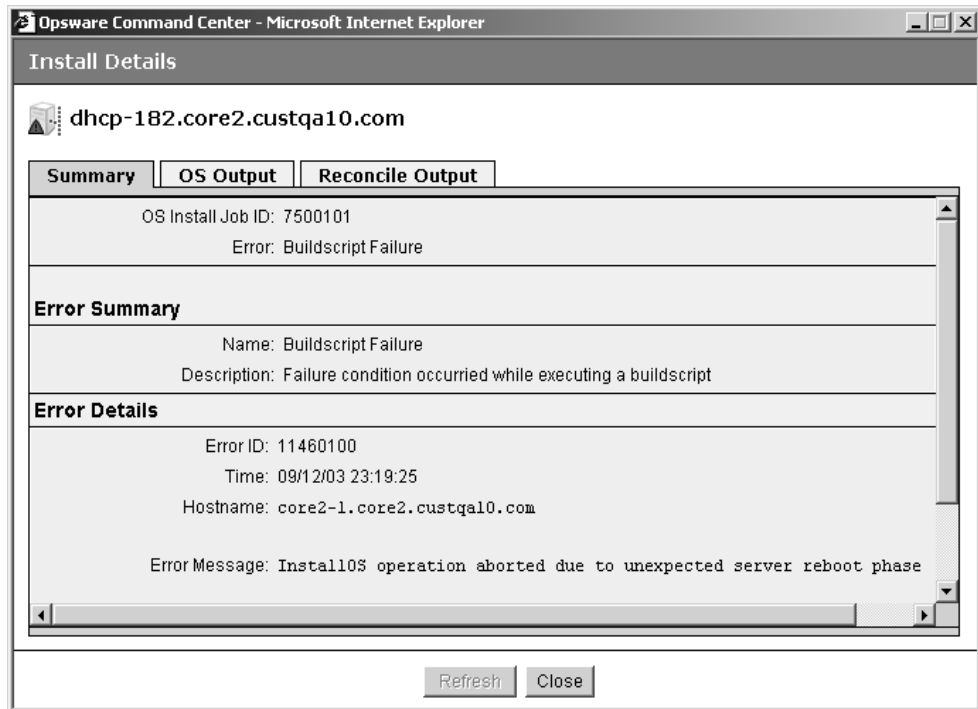 Opsware Command Center - Microsoft Internet Explorer
Install Details
dhcp-182.core2.custqa10.com
Summary OS Output Reconcile Output
OS Install Job ID: 7500101
Error: Buildscript Failure
Error Summary
Name: Buildscript Failure
Description: Failure condition occurried while executing a buildscript
Error Details
Error ID: 11460100
Time: 09/12/03 23:19:25
Hostname: core2-1.core2.custqa10.com
Error Message: InstallOS operation aborted due to unexpected server reboot phase
Refresh Close